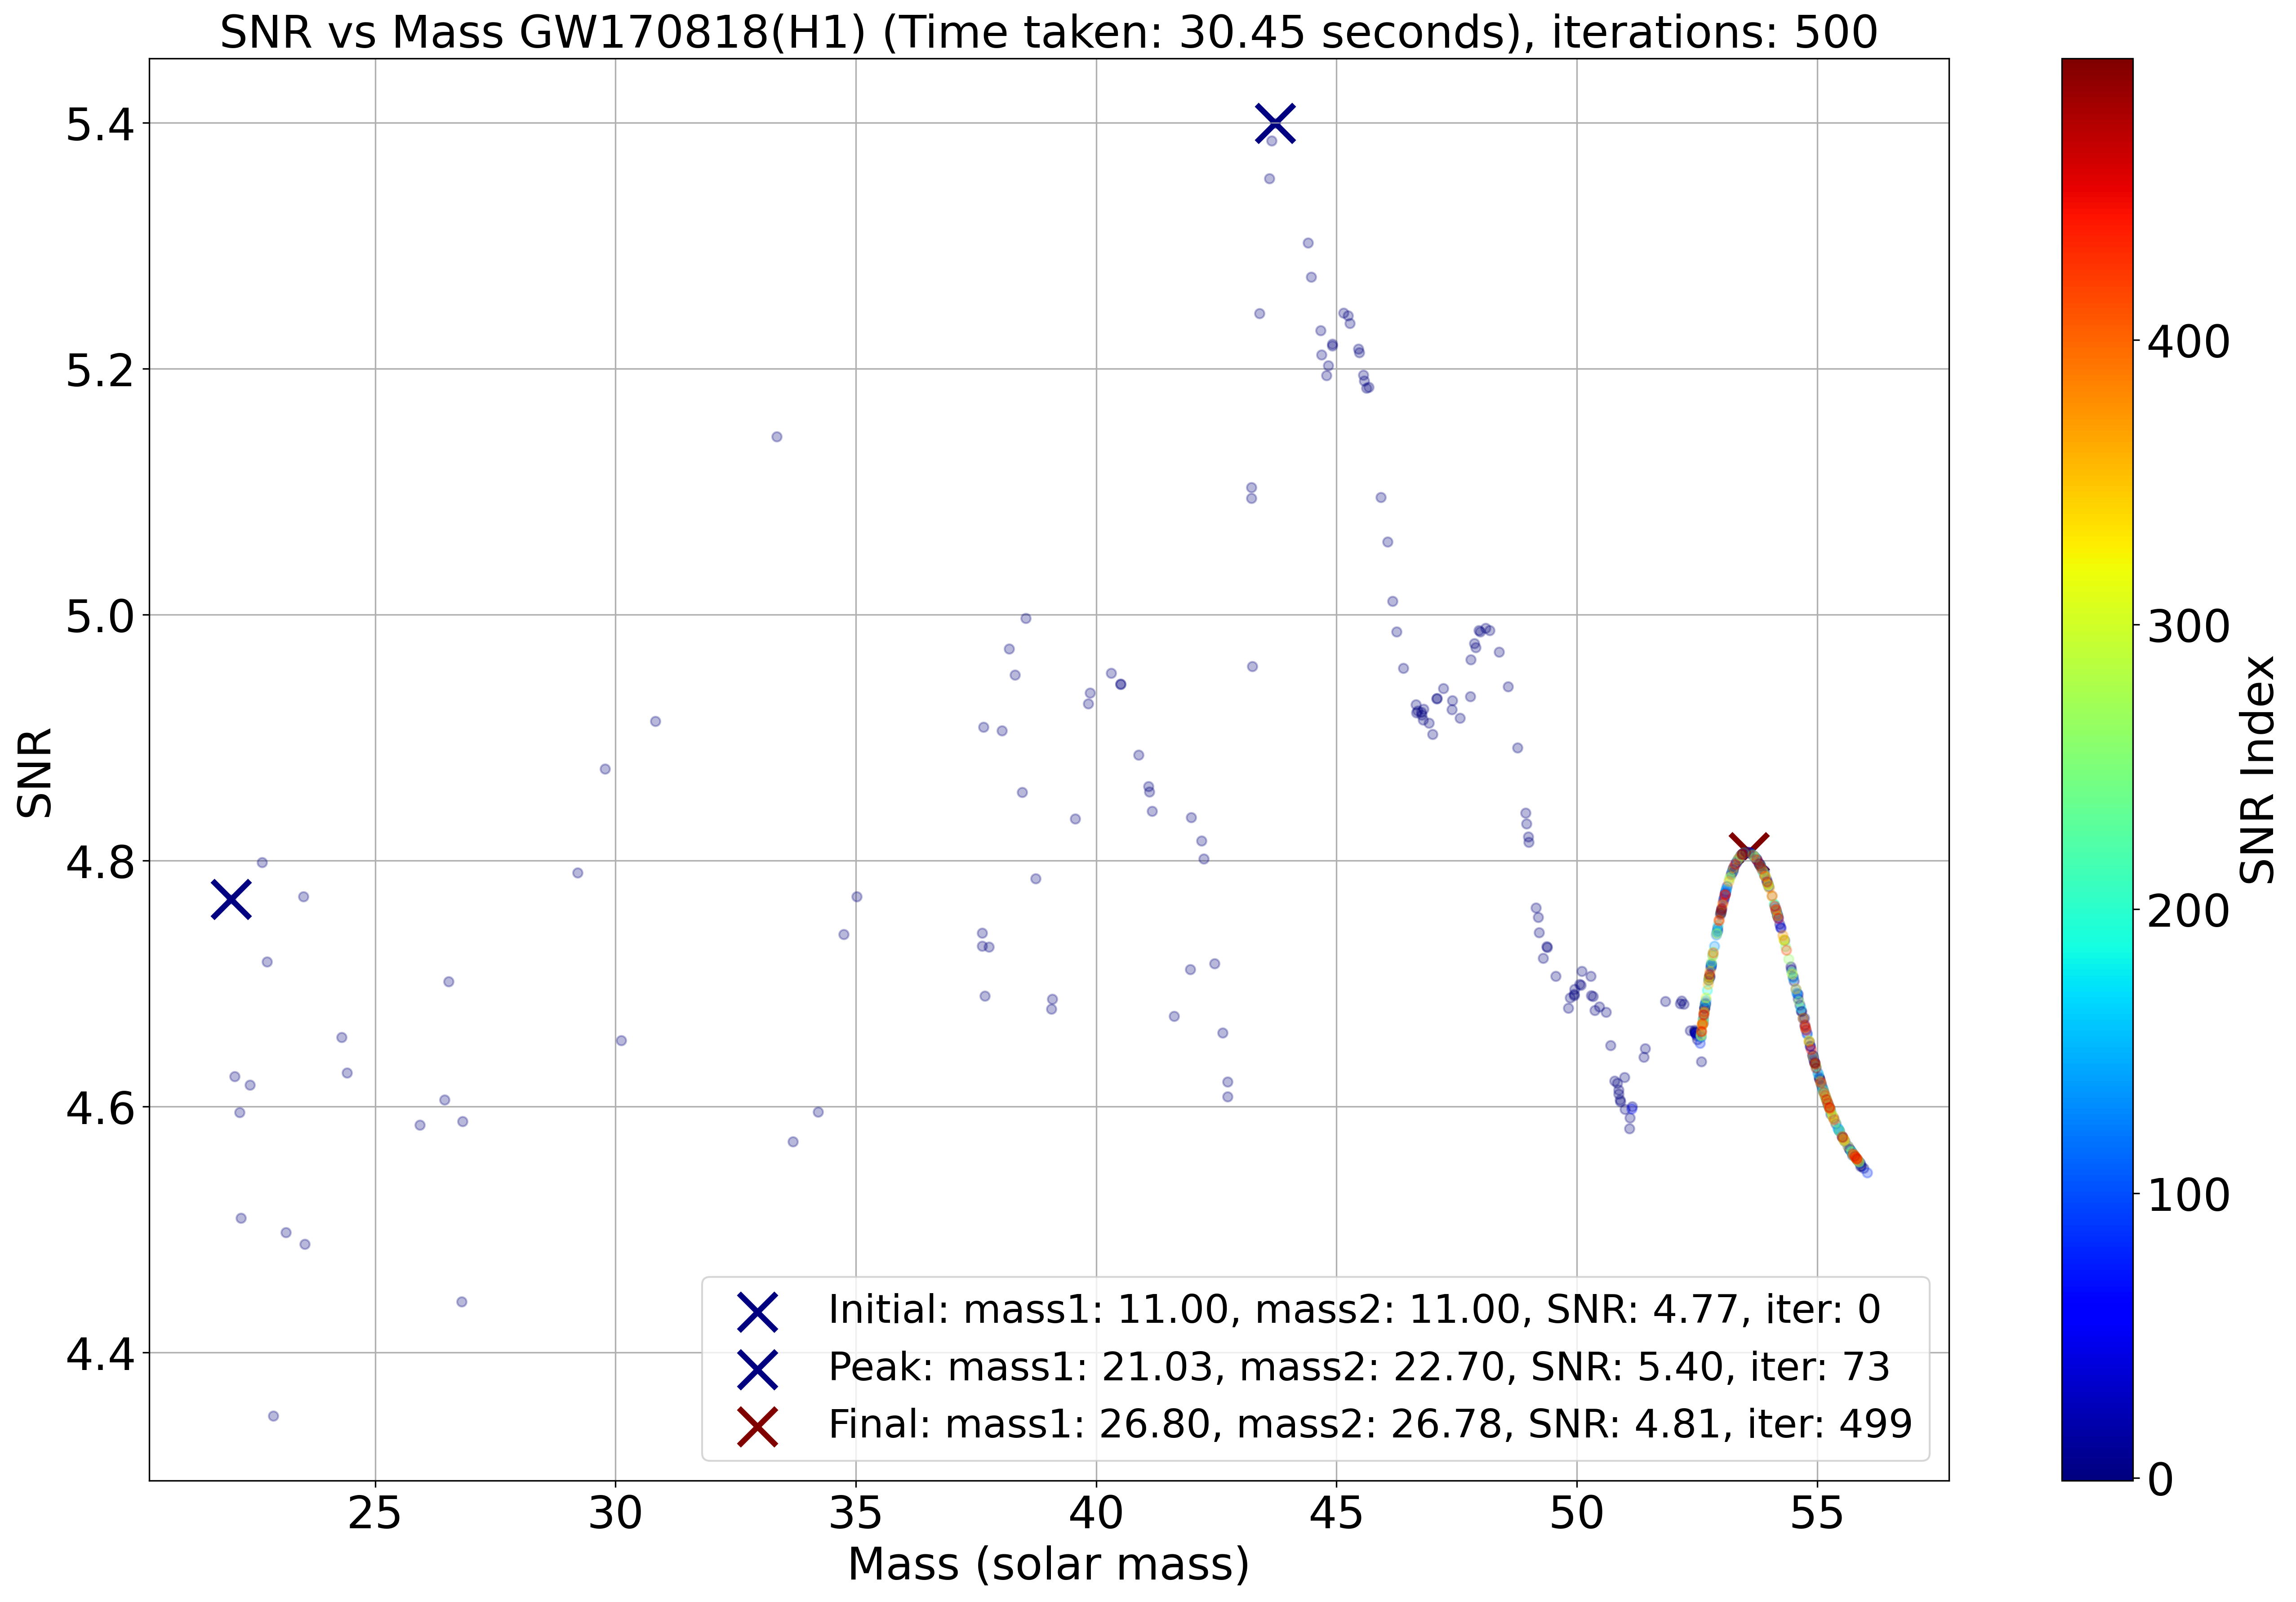 SNR vs Mass GW170818(H1) (Time taken: 30.45 seconds), iterations: 500
5.4
5.2
5.0
4.8
4.6
4.4
SNR
25
30
35
40
45
50
55
Mass (solar mass)
Initial: mass1: 11.00, mass2: 11.00, SNR: 4.77, iter: 0
Peak: mass1: 21.03, mass2: 22.70, SNR: 5.40, iter: 73
Final: mass1: 26.80, mass2: 26.78, SNR: 4.81, iter: 499
400
300
200
100
0
SNR Index